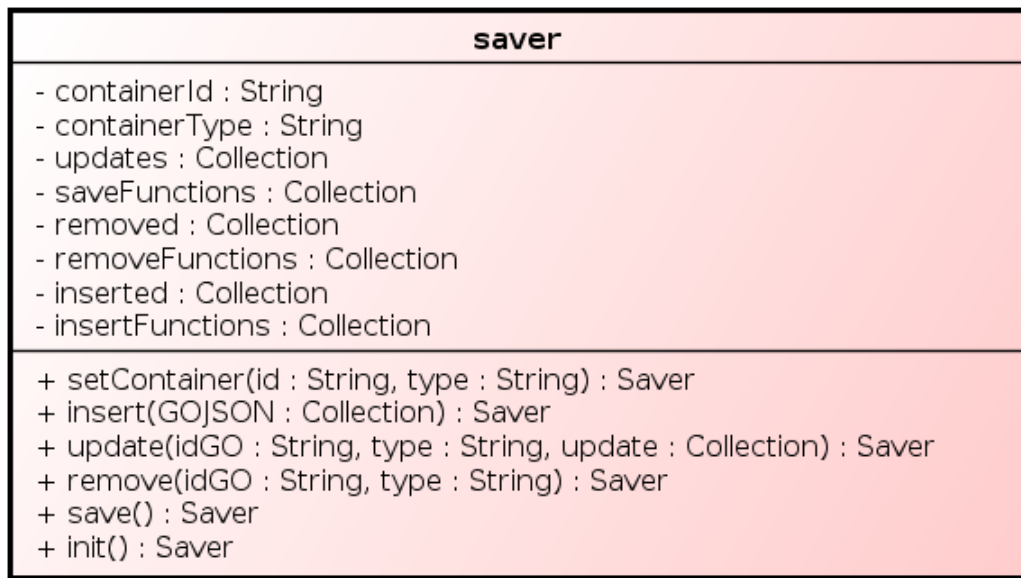 saver
- containerId : String
- containerType : String
- updates : Collection
- saveFunctions : Collection
- removed : Collection
- removeFunctions : Collection
- inserted : Collection
- insertFunctions : Collection
+ setContainer(id : String, type : String) : Saver
+ insert(GOJSON : Collection) : Saver
+ update(idGO : String, type : String, update : Collection) : Saver
+ remove(idGO : String, type : String) : Saver
+ save() : Saver
+ init() : Saver